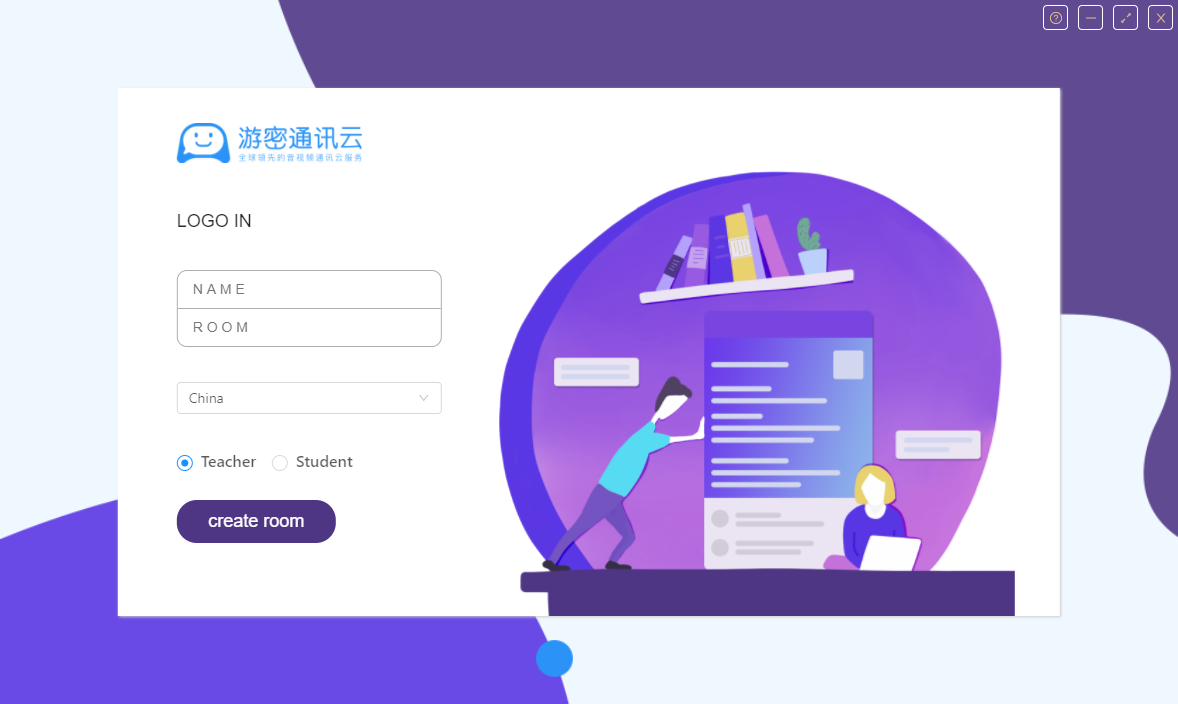 游密通讯云
全球领先的音视频通讯云服务
LOGO IN
NAME
ROOM
China
Teacher Student
create room